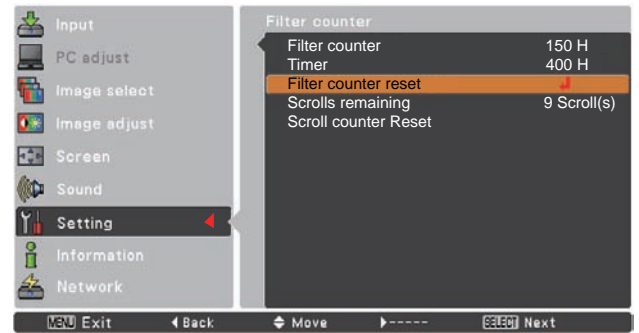 Input
PC adjust
Image select
Image adjust
Screen
Sound
Setting
Information
Network
Filter counter
Filter counter 150 H
Timer 400 H
Filter counter reset
Scrolls remaining 9 Scroll(s)
Scroll counter Reset
MENU Exit Back Move ----- SELECT Next